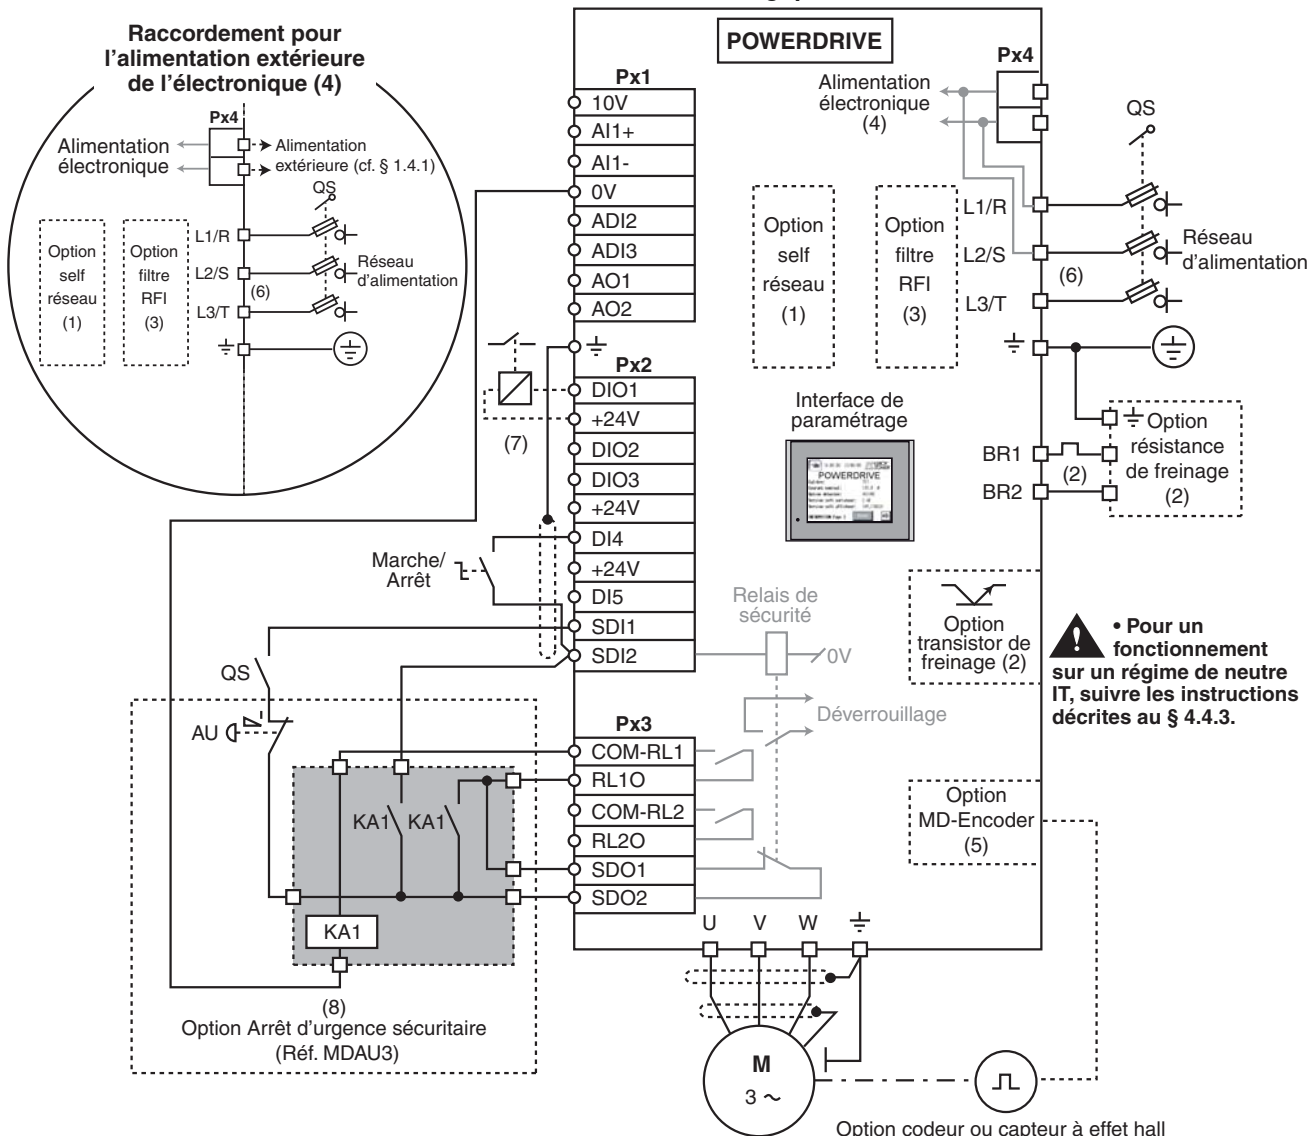 Raccordement pour
l'alimentation extérieure
de l'électronique (4)
Px4
Alimentation
électronique
Alimentation
extérieure (cf. § 1.4.1)
QS
Option
self
réseau
(1)
Option
filtre
RFI
(3)
L1/R
L2/S
(6)
L3/T
Réseau
d'alimentation
POWERDRIVE
Px1
10V
AI1+
AI1-
0V
ADI2
ADI3
AO1
AO2
Px2
DIO1
+24V
DIO2
DIO3
+24V
DI4
+24V
DI5
SDI1
SDI2
Px3
COM-RL1
RL1O
COM-RL2
RL2O
SDO1
SDO2
Alimentation
électronique
(4)
Px4
QS
Option
self
réseau
(1)
Option
filtre
RFI
(3)
L1/R
L2/S
(6)
L3/T
Réseau
d'alimentation
Interface de
paramétrage
POWERDRIVE
BR1
(2)
BR2
Option
résistance
de freinage
(2)
(7)
Marche/
Arrêt
Relais de
sécurité
0V
Déverrouillage
Option
transistor de
freinage (2)
• Pour un
fonctionnement
sur un régime de neutre
IT, suivre les instructions
décrites au § 4.4.3.
Option
MD-Encoder
(5)
QS
AU
KA1
KA1
KA1
(8)
Option Arrêt d'urgence sécuritaire
(Réf. MDAU3)
U
V
W
M
3 ~
Option codeur ou capteur à effet hall